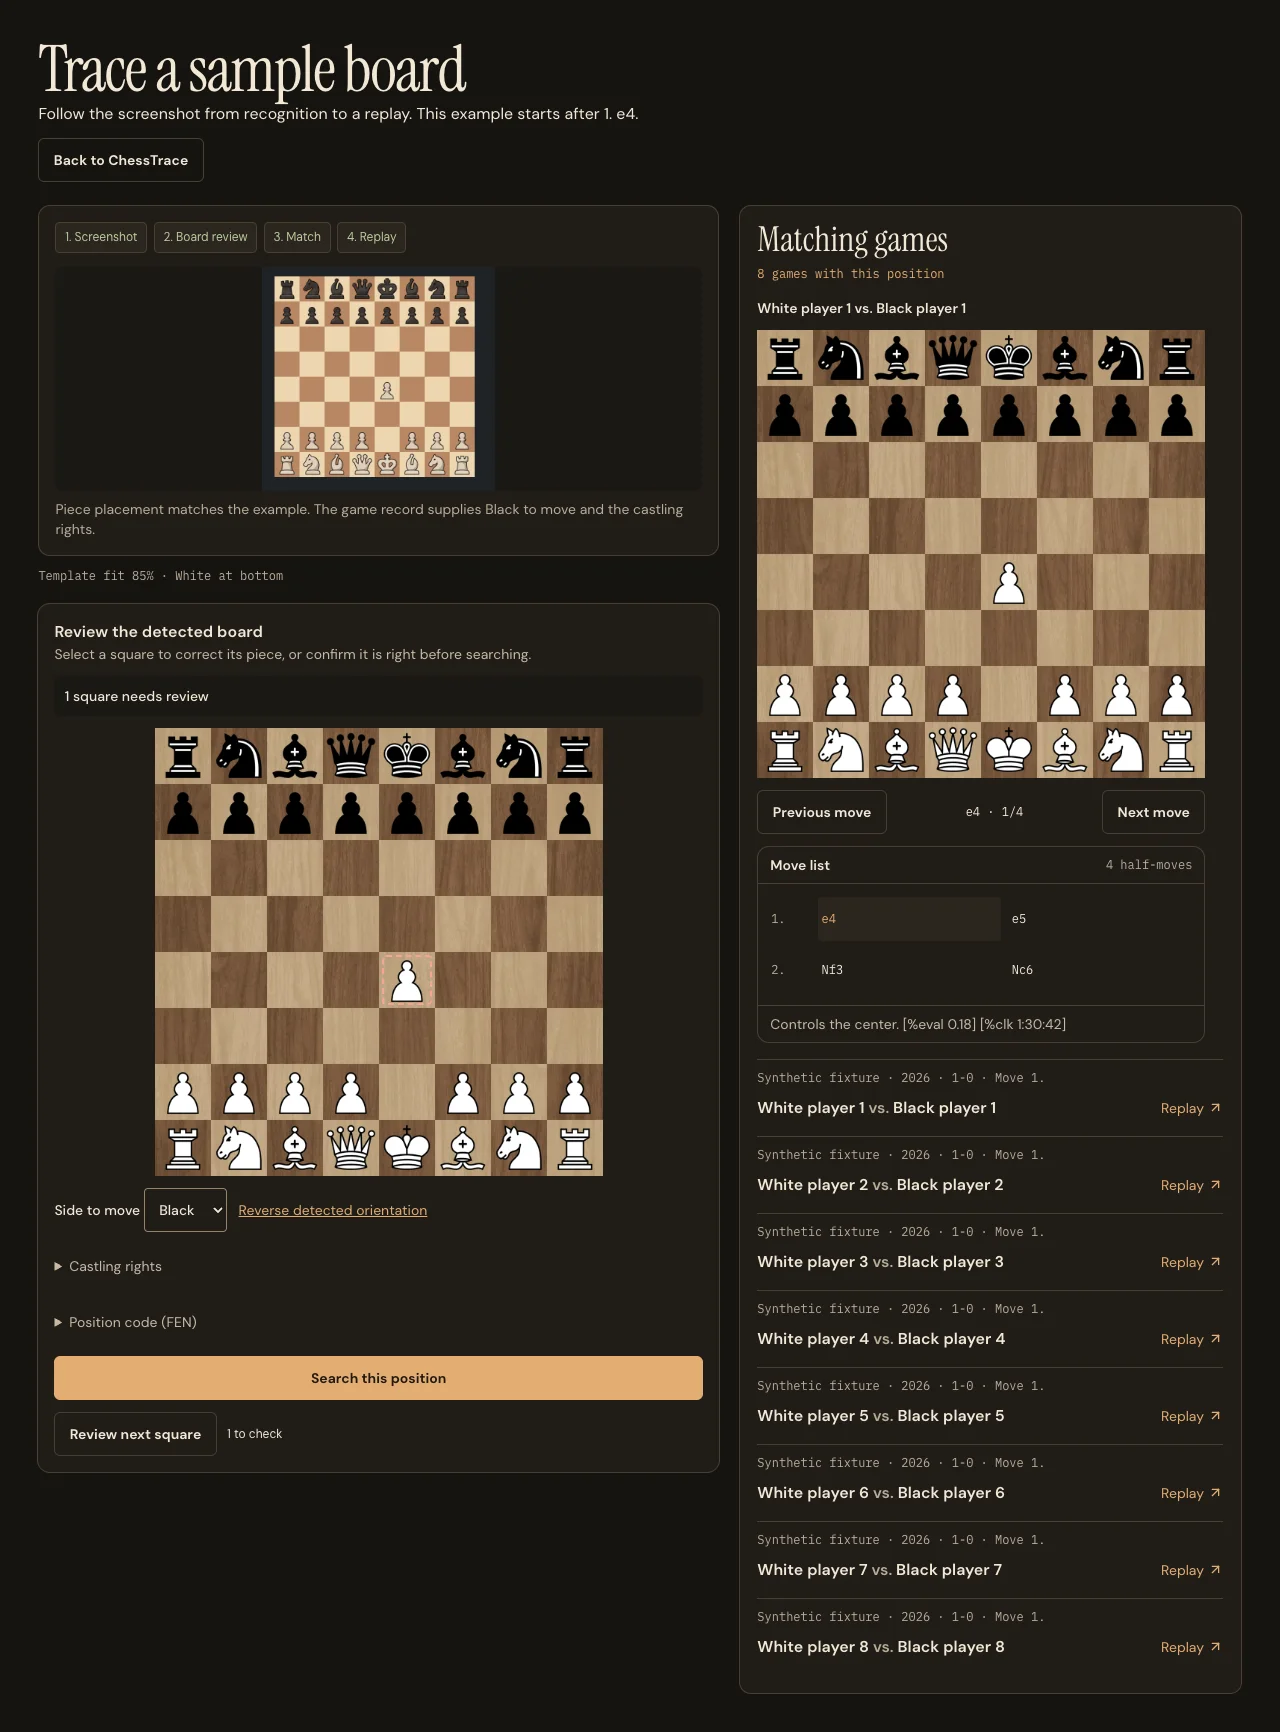 Trace a sample board
Follow the screenshot from recognition to a replay. This example starts after 1. e4.
Back to ChessTrace
1. Screenshot
2. Board review
3. Match
4. Replay
Piece placement matches the example. The game record supplies Black to move and the castling
rights.
Template fit 85% · White at bottom
Review the detected board
Select a square to correct its piece, or confirm it is right before searching.
1 square needs review
Side to move Black Reverse detected orientation
▶ Castling rights
▶ Position code (FEN)
Search this position
Review next square 1 to check
Matching games
8 games with this position
White player 1 vs. Black player 1
Previous move e4 · 1/4 Next move
Move list 4 half-moves
1. e4 e5
2. Nf3 Nc6
Controls the center. [%eval 0.18] [%clk 1:30:42]
Synthetic fixture · 2026 · 1-0 · Move 1.
White player 1 vs. Black player 1 Replay ↗
Synthetic fixture · 2026 · 1-0 · Move 1.
White player 2 vs. Black player 2 Replay ↗
Synthetic fixture · 2026 · 1-0 · Move 1.
White player 3 vs. Black player 3 Replay ↗
Synthetic fixture · 2026 · 1-0 · Move 1.
White player 4 vs. Black player 4 Replay ↗
Synthetic fixture · 2026 · 1-0 · Move 1.
White player 5 vs. Black player 5 Replay ↗
Synthetic fixture · 2026 · 1-0 · Move 1.
White player 6 vs. Black player 6 Replay ↗
Synthetic fixture · 2026 · 1-0 · Move 1.
White player 7 vs. Black player 7 Replay ↗
Synthetic fixture · 2026 · 1-0 · Move 1.
White player 8 vs. Black player 8 Replay ↗